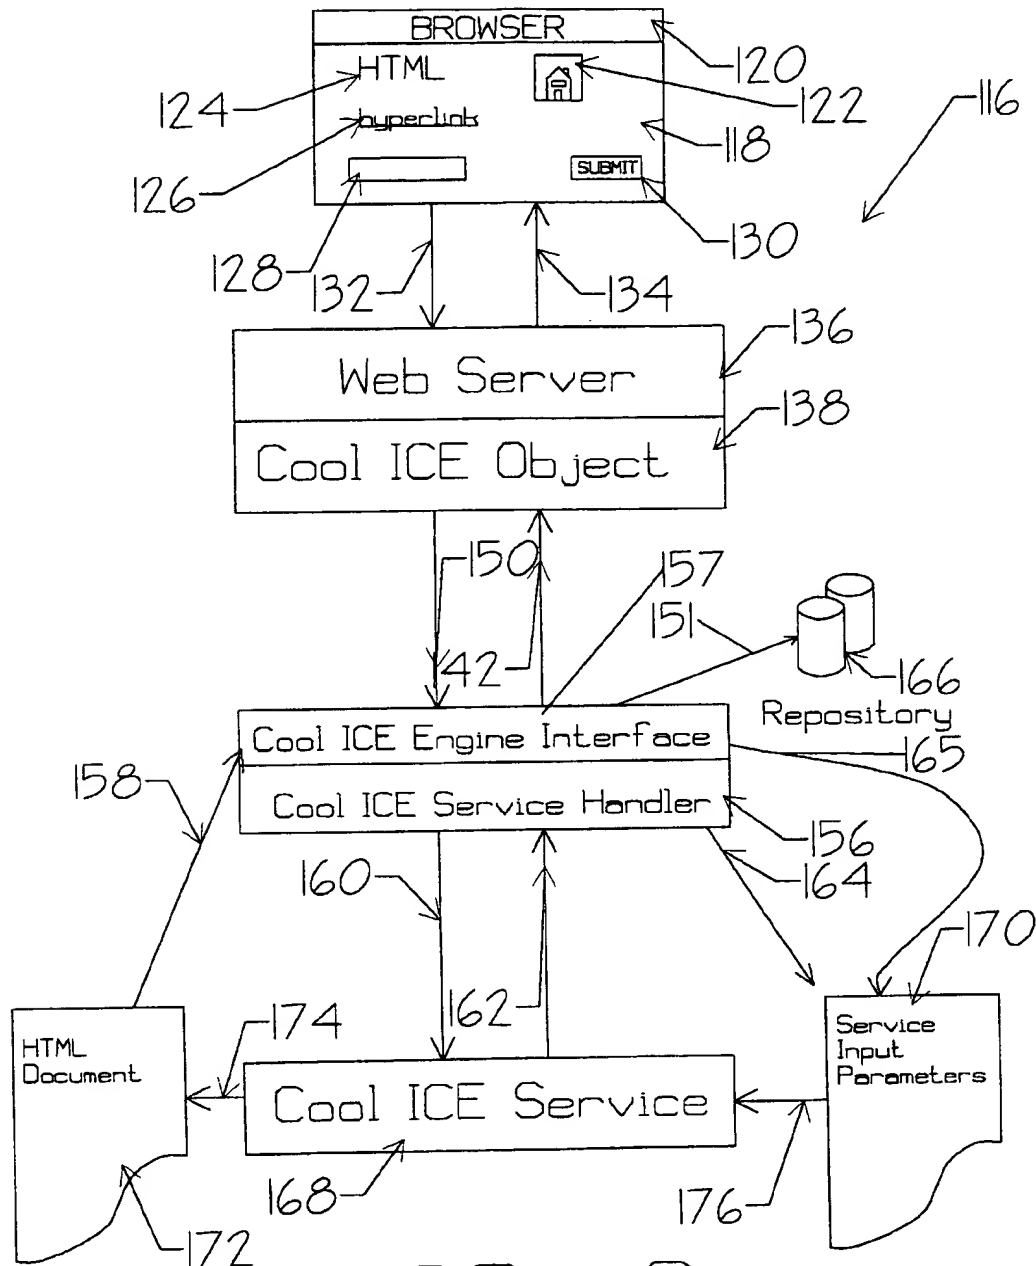 BROWSER
120
HTML
124
122
116
hyperlink
118
126
SUBMIT
130
128
132
134
136
Web Server
138
Cool ICE Object
150
157
151
42
166
Repository
Cool ICE Engine Interface
165
158
Cool ICE Service Handler
156
160
164
170
162
174
HTML
Document
Service
Input
Parameters
Cool ICE Service
168
176
172